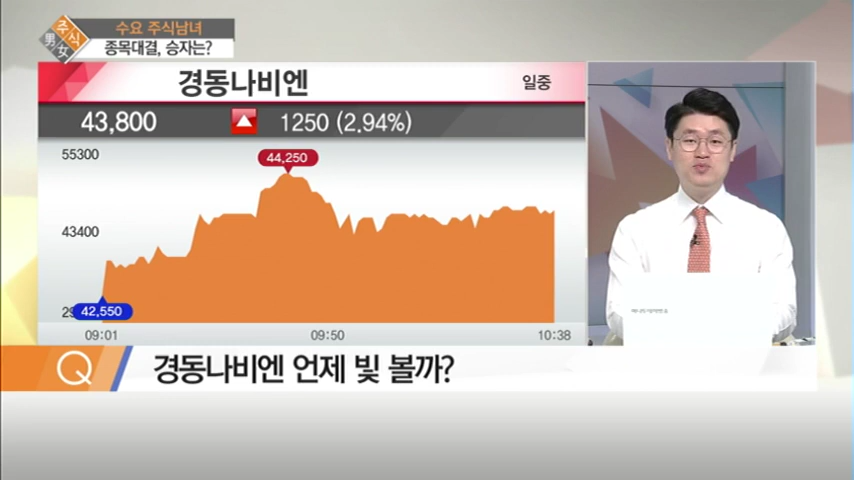 주식
男女
수요 주식남녀
종목대결, 승자는?
경동나비엔
일중
43,800
1250 (2.94%)
55300
44,250
43400
42,550
09:01
09:50
10:38
Q
경동나비엔 언제 빛 볼까?